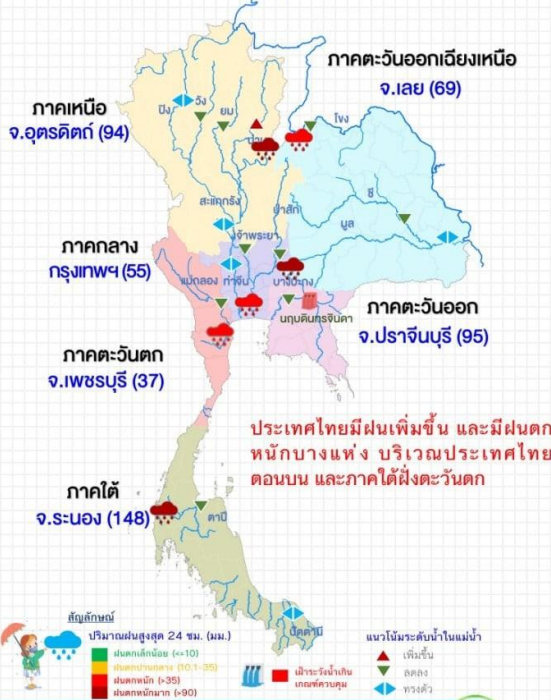 ภาคตะวันออกเฉียงเหนือ
จ.เลย (69)
ภาคเหนือ
จ.อุตรดิตถ์ (94)
ปิง
วัง
ยม
น่าน
โขง
สะแกกรัง
ป่าสัก
ชี
มูล
เจ้าพระยา
ภาคกลาง
กรุงเทพฯ (55)
แม่กลอง
ท่าจีน
บางปะกง
นฤบดินทรจินดา
ภาคตะวันออก
จ.ปราจีนบุรี (95)
ภาคตะวันตก
จ.เพชรบุรี (37)
ประเทศไทยมีฝนเพิ่มขึ้น และมีฝนตก
หนักบางแห่ง บริเวณประเทศไทย
ตอนบน และภาคใต้ฝั่งตะวันตก
ภาคใต้
จ.ระนอง (148)
ตาปี
ปัตตานี
สัญลักษณ์
ปริมาณฝนสูงสุด 24 ชม. (มม.)
ฝนตกเล็กน้อย (<=10)
ฝนตกปานกลาง (10.1-35)
ฝนตกหนัก (>35)
ฝนตกหนักมาก (>90)
เฝ้าระวังน้ำเกิน
เกณฑ์ควบคุม
แนวโน้มระดับน้ำในแม่น้ำ
เพิ่มขึ้น
ลดลง
ทรงตัว